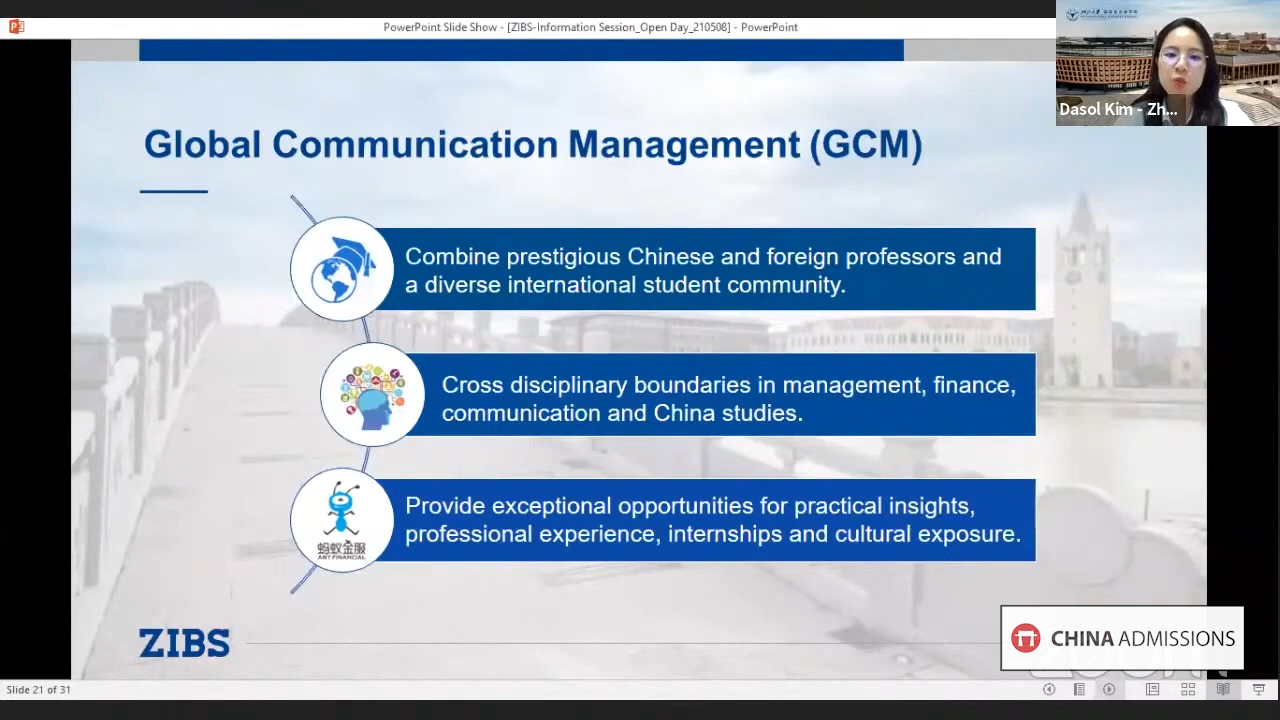 PowerPoint Slide Show - [ZIBS-Information Session_Open Day_210508] - PowerPoint
Dasol Kim - Zh...
Global Communication Management (GCM)
Combine prestigious Chinese and foreign professors and
a diverse international student community.
Cross disciplinary boundaries in management, finance,
communication and China studies.
Provide exceptional opportunities for practical insights,
professional experience, internships and cultural exposure.
蚂蚁金服
ANT FINANCIAL
ZIBS
CHINA ADMISSIONS
Slide 21 of 31